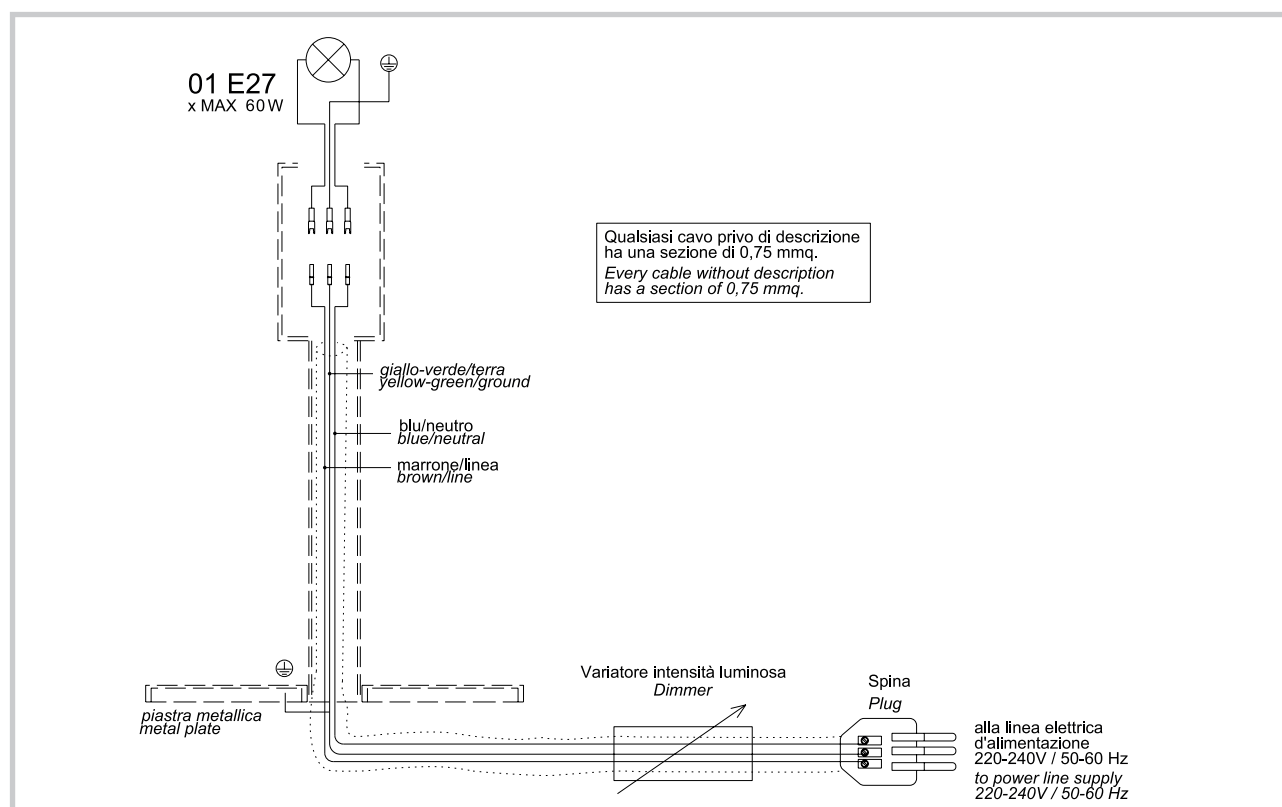 01 E27
x MAX 60W
Qualsiasi cavo privo di descrizione
ha una sezione di 0,75 mmq.
Every cable without description
has a section of 0,75 mmq.
giallo-verde/terra
yellow-green/ground
blu/neutro
blue/neutral
marrone/linea
brown/line
piastra metallica
metal plate
Variatore intensità luminosa
Dimmer
Spina
Plug
alla linea elettrica
d'alimentazione
220-240V / 50-60 Hz
to power line supply
220-240V / 50-60 Hz